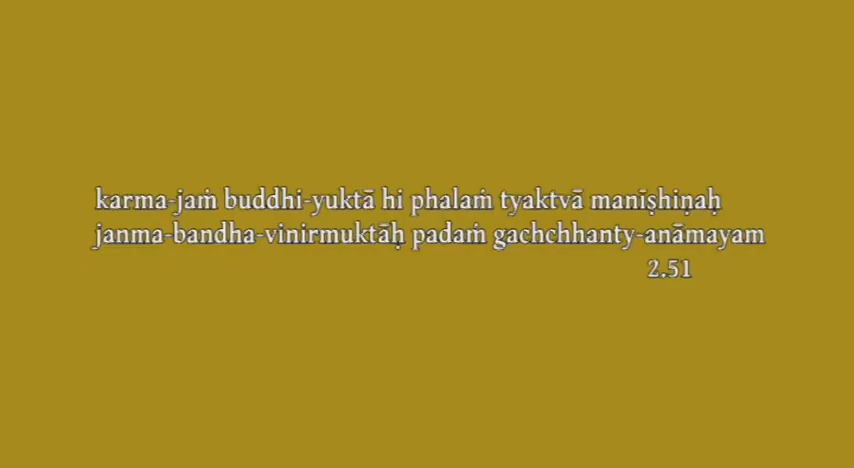 karma-jaṁ buddhi-yuktā hi phalaṁ tyaktvā manīṣhiṇaḥ
janma-bandha-vinirmuktāḥ padaṁ gachchhanty-anāmayam
2.51